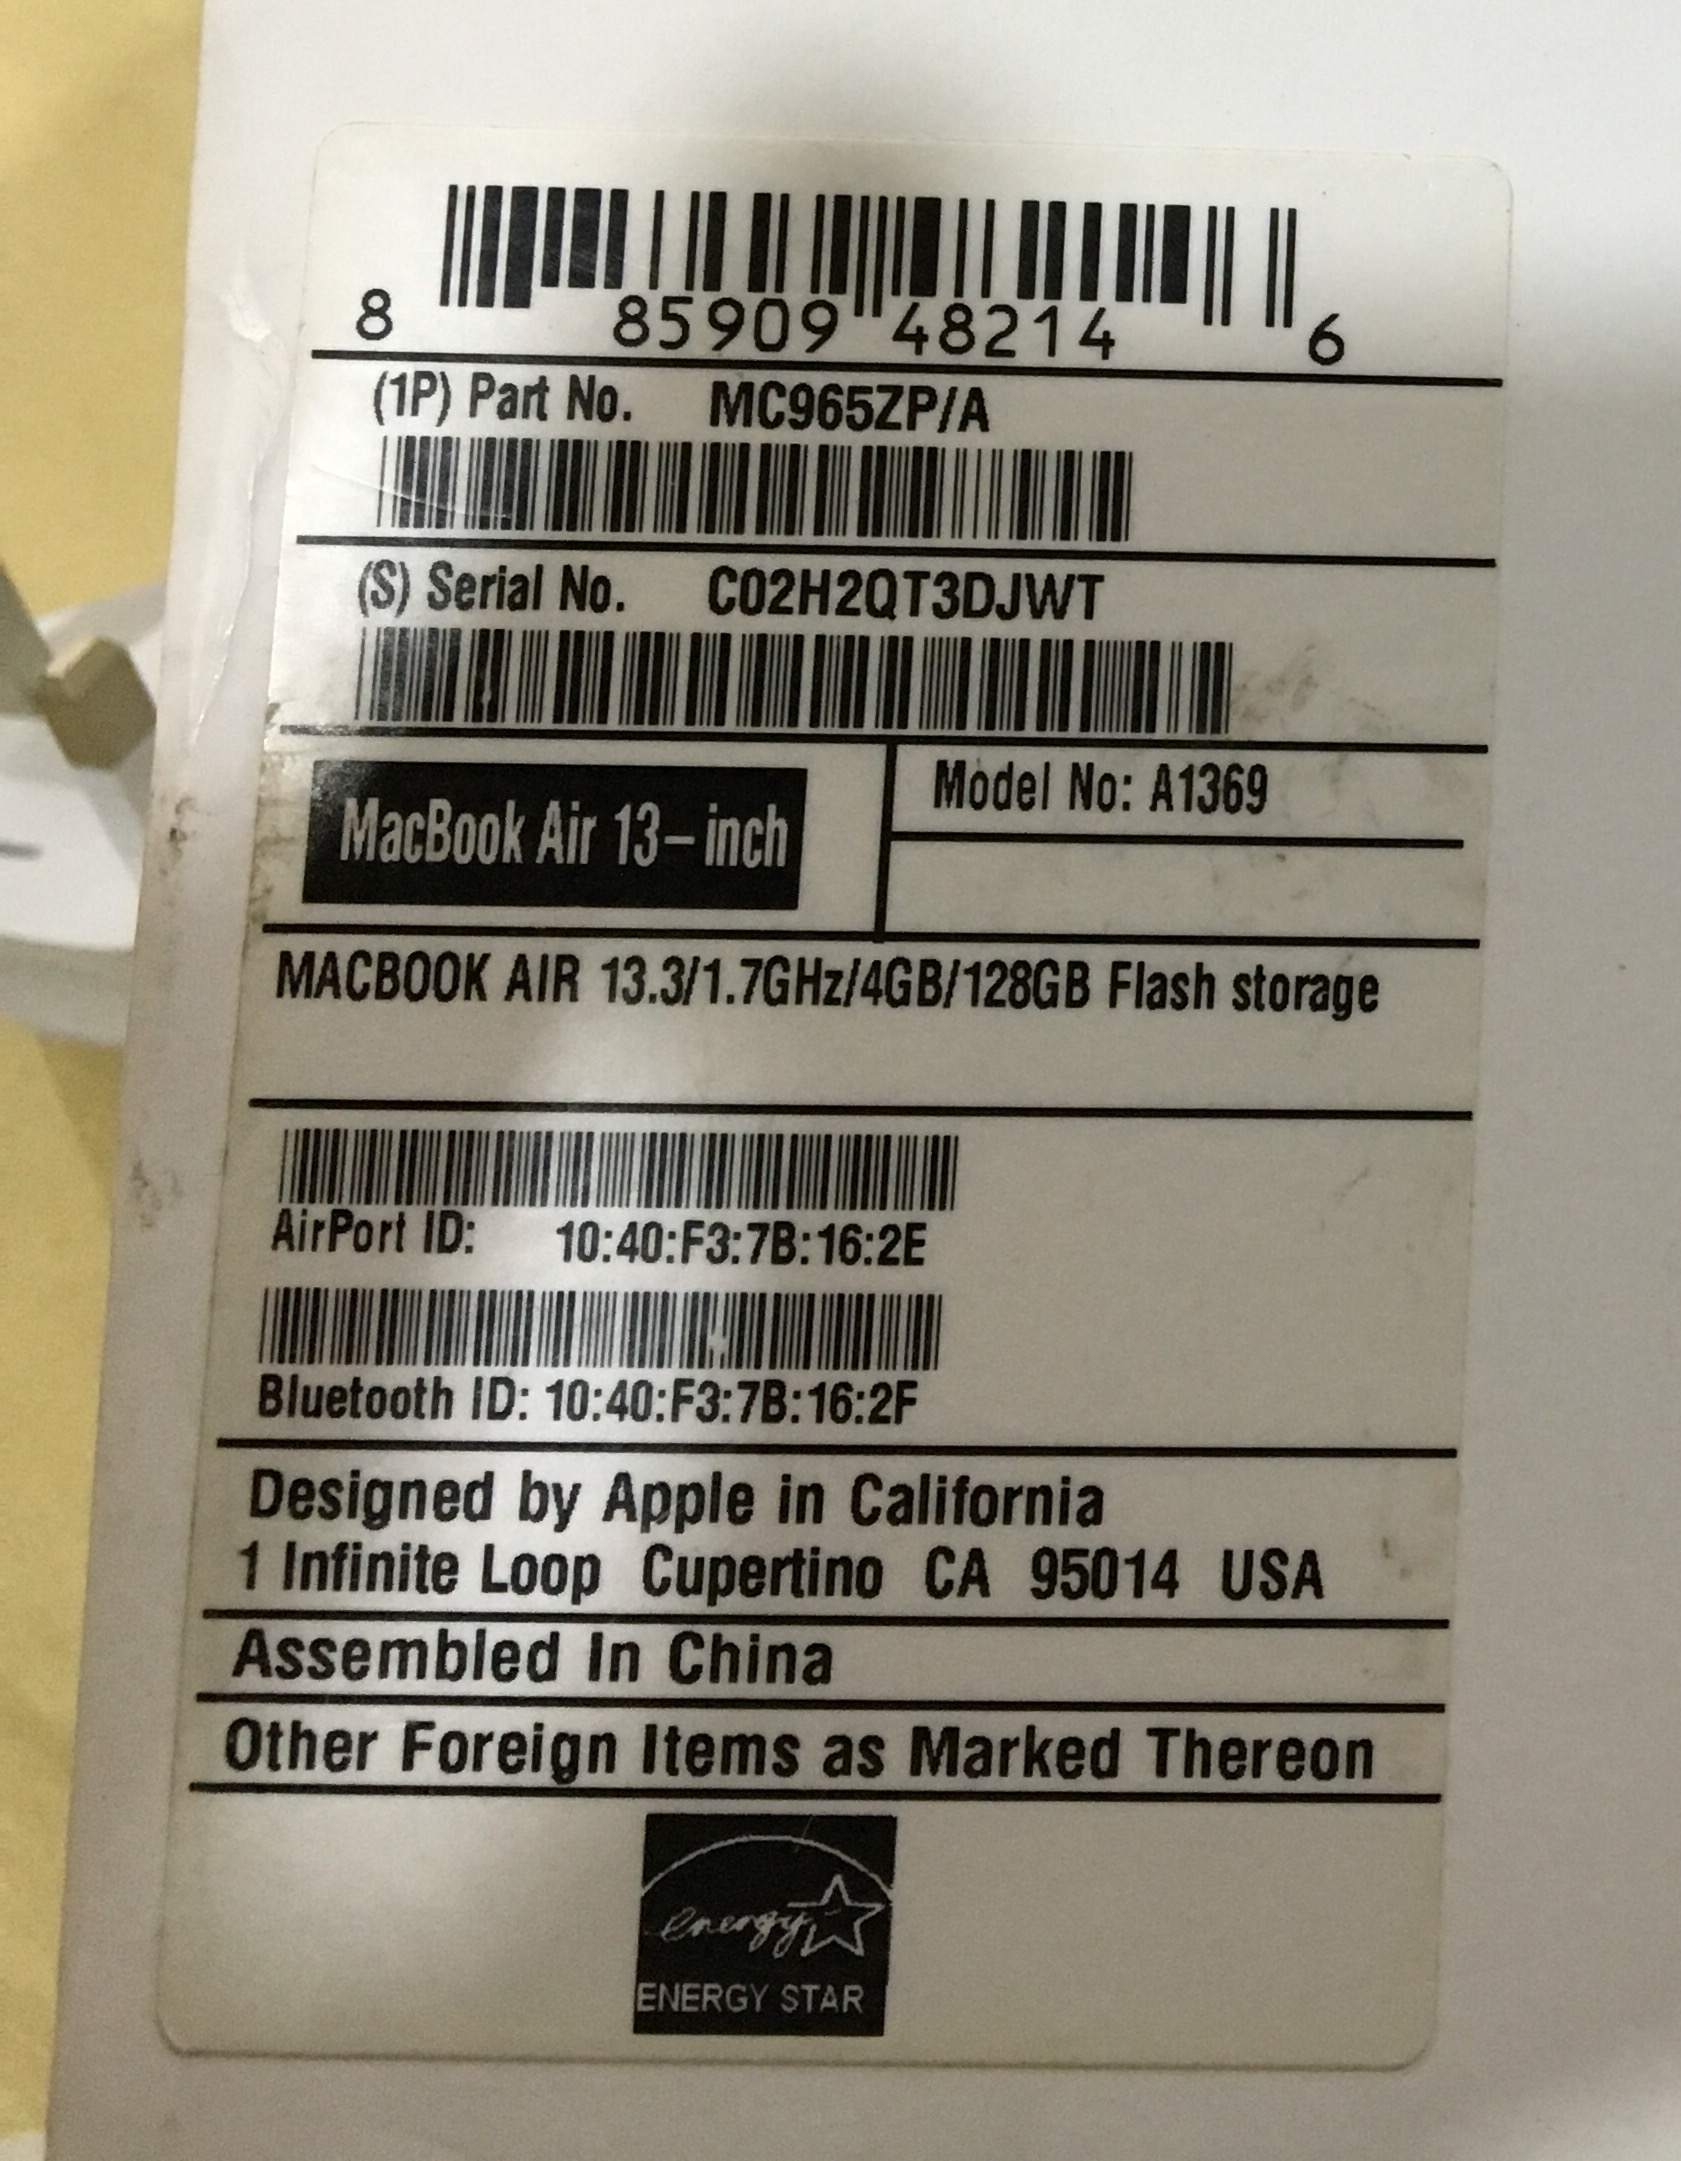 8 85909 48214 6
(1P) Part No. MC965ZP/A
(S) Serial No. C02H2QT3DJWT
MacBook Air 13-inch
Model No: A1369
MACBOOK AIR 13.3/1.7GHz/4GB/128GB Flash storage
AirPort ID: 10:40:F3:7B:16:2E
Bluetooth ID: 10:40:F3:7B:16:2F
Designed by Apple in California
1 Infinite Loop Cupertino CA 95014 USA
Assembled In China
Other Foreign Items as Marked Thereon
energy
ENERGY STAR